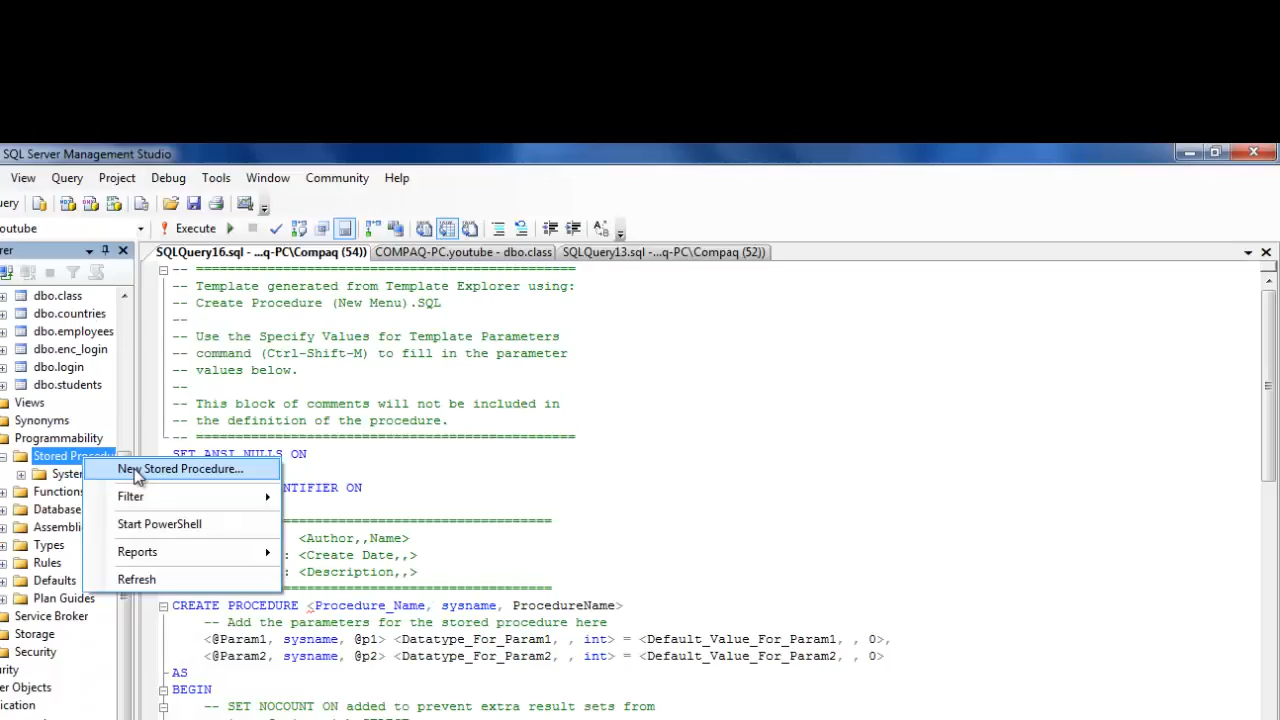 SQL Server Management Studio
View Query Project Debug Tools Window Community Help
ery
outube Execute
erer SQLQuery16.sql - ...q-PC\Compaq (54)) COMPAQ-PC.youtube - dbo.class SQLQuery13.sql -...q-PC\Compaq (52))
dbo.class
dbo.countries
dbo.employees
dbo.enc_login
dbo.login
dbo.students
Views
Synonyms
Programmability
Stored Procedu
System
Functions
Database
Assembli
Types
Rules
Defaults
Plan Guides
Service Broker
Storage
Security
rity
er Objects
ication
New Stored Procedure...
Filter
Start PowerShell
Reports
Refresh
-- =============================================
-- Template generated from Template Explorer using:
-- Create Procedure (New Menu).SQL
--
-- Use the Specify Values for Template Parameters
-- command (Ctrl-Shift-M) to fill in the parameter
-- values below.
--
-- This block of comments will not be included in
-- the definition of the procedure.
-- =============================================
SET ANSI_NULLS ON
NTIFIER ON
=============================================
: <Author,,Name>
: <Create Date,,>
: <Description,,>
=============================================
CREATE PROCEDURE <Procedure_Name, sysname, ProcedureName>
-- Add the parameters for the stored procedure here
<@Param1, sysname, @p1> <Datatype_For_Param1, , int> = <Default_Value_For_Param1, , 0>,
<@Param2, sysname, @p2> <Datatype_For_Param2, , int> = <Default_Value_For_Param2, , 0>
AS
BEGIN
-- SET NOCOUNT ON added to prevent extra result sets from